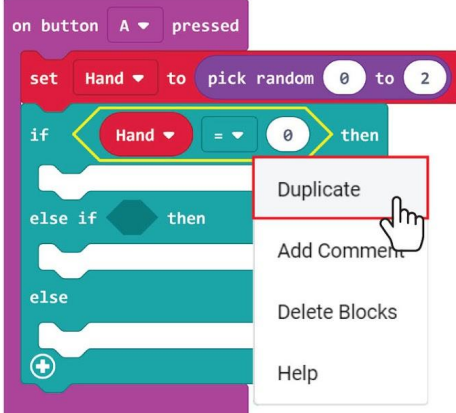 on button A pressed
set Hand to pick random 0 to 2
if Hand = 0 then
Duplicate
else if then
Add Comment
else
Delete Blocks
Help